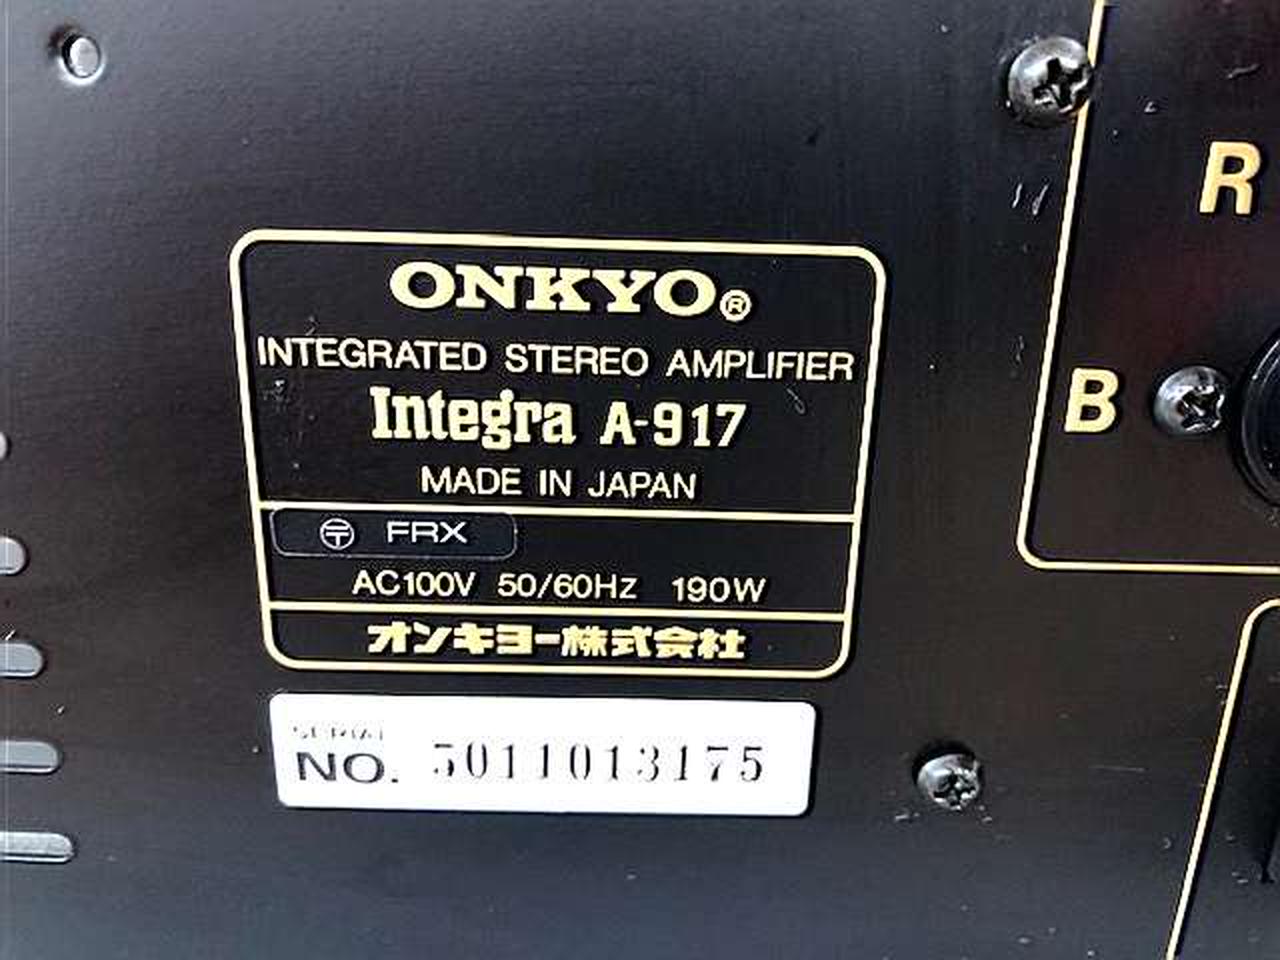 ONKYO®
INTEGRATED STEREO AMPLIFIER
Integra A-917
MADE IN JAPAN
〶 FRX
AC100V 50/60Hz 190W
オンキヨー株式会社
SERIAL
NO. 5011013175
R
B